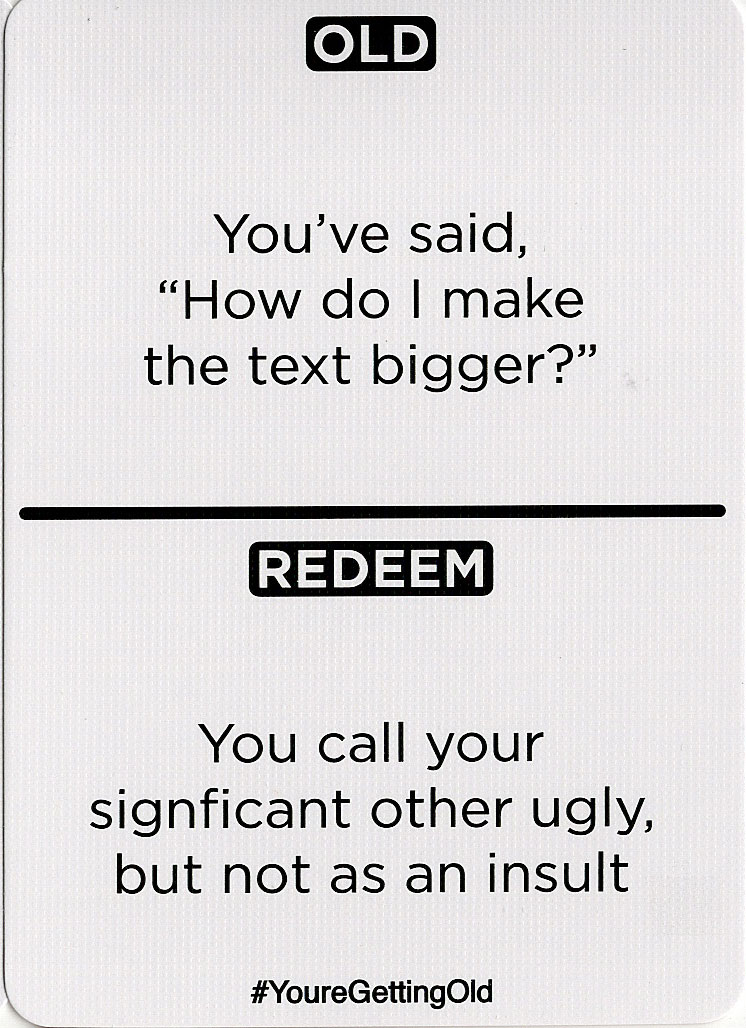 OLD
You’ve said,
“How do I make
the text bigger?”
REDEEM
You call your
signficant other ugly,
but not as an insult
#YoureGettingOld